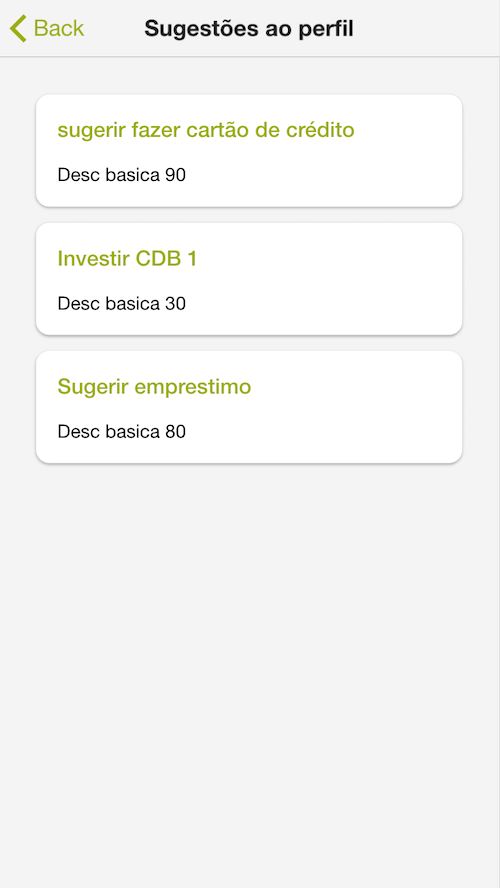 Back
Sugestões ao perfil
sugerir fazer cartão de crédito
Desc basica 90
Investir CDB 1
Desc basica 30
Sugerir emprestimo
Desc basica 80